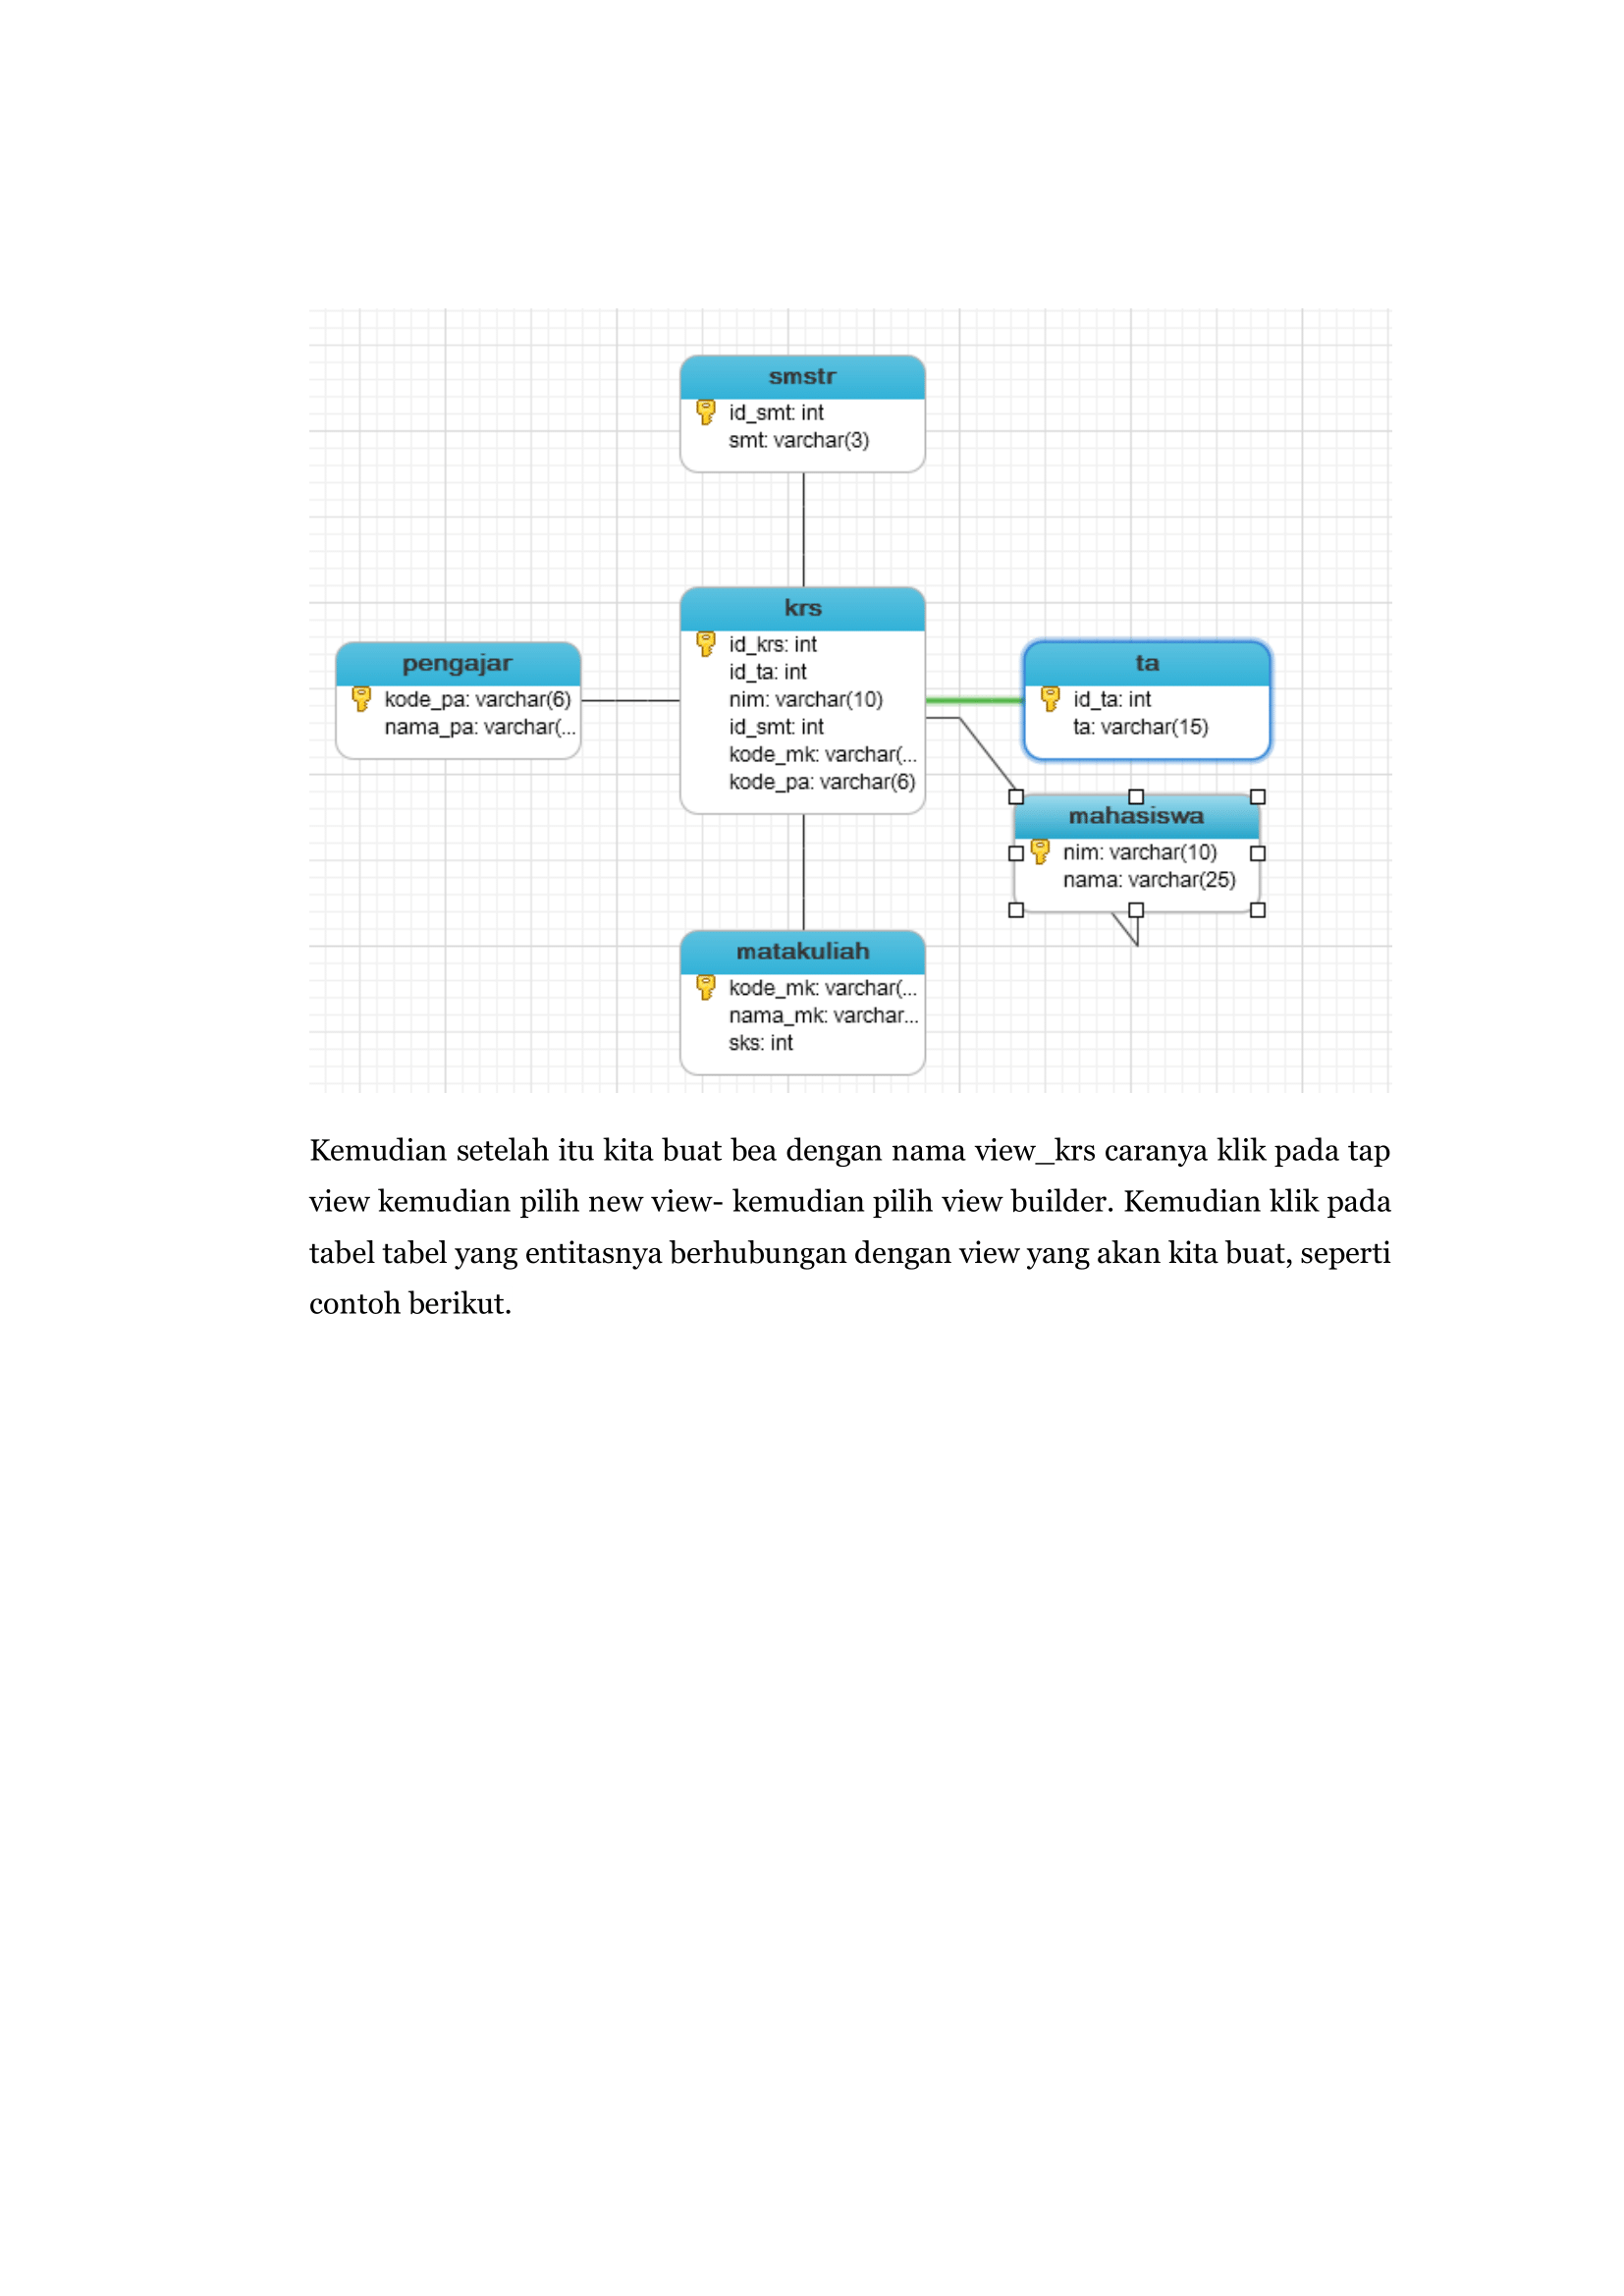 smstr
id_smt: int
smt: varchar(3)
krs
id_krs: int
id_ta: int
nim: varchar(10)
id_smt: int
kode_mk: varchar(...
kode_pa: varchar(6)
pengajar
kode_pa: varchar(6)
nama_pa: varchar(...
ta
id_ta: int
ta: varchar(15)
mahasiswa
nim: varchar(10)
nama: varchar(25)
matakuliah
kode_mk: varchar(...
nama_mk: varchar...
sks: int
Kemudian setelah itu kita buat bea dengan nama view_krs caranya klik pada tap
view kemudian pilih new view- kemudian pilih view builder. Kemudian klik pada
tabel tabel yang entitasnya berhubungan dengan view yang akan kita buat, seperti
contoh berikut.